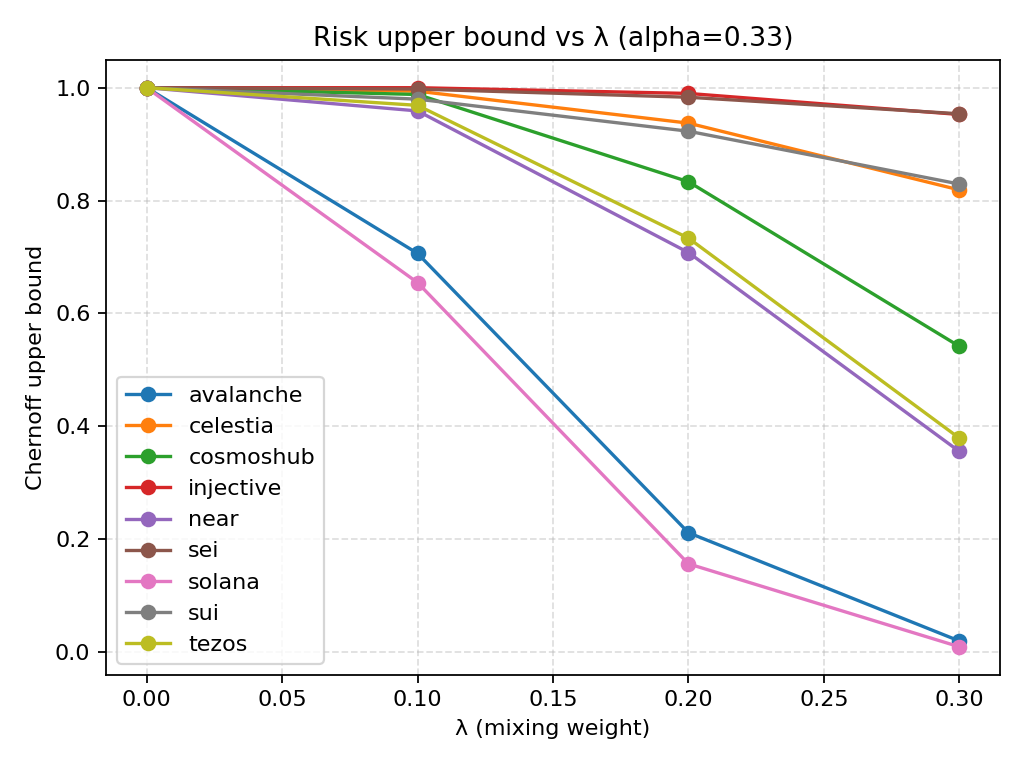 Risk upper bound vs λ (alpha=0.33)
Chernoff upper bound
1.0
0.8
0.6
0.4
0.2
0.0
avalanche
celestia
cosmoshub
injective
near
sei
solana
sui
tezos
0.00 0.05 0.10 0.15 0.20 0.25 0.30
λ (mixing weight)